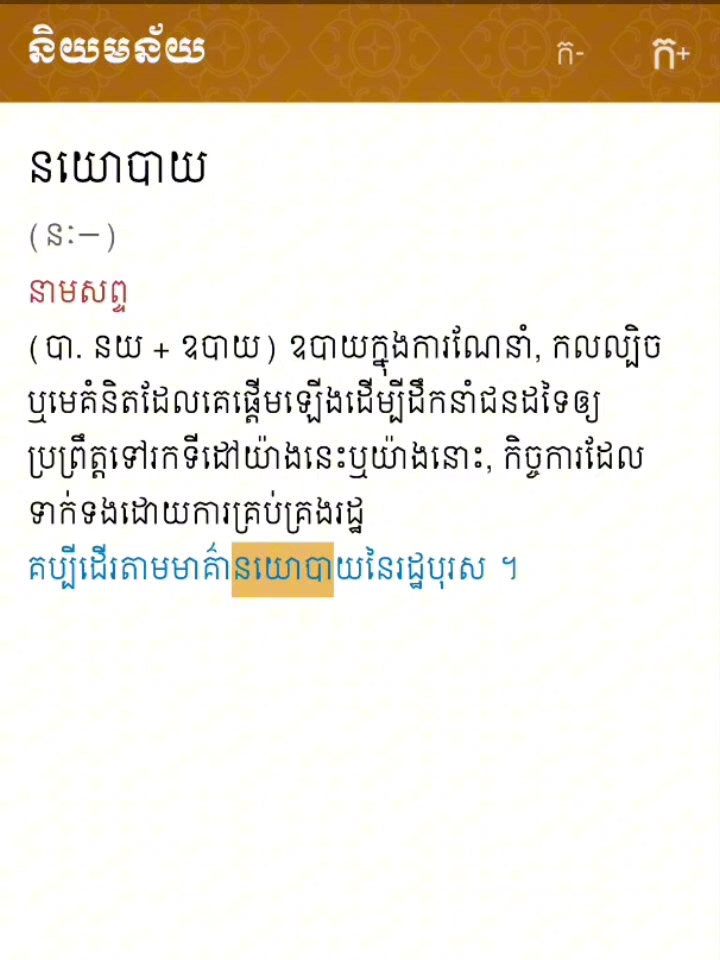 និយមន័យ ក- ក+
នយោបាយ
(នៈ—)
នាមសព្ទ
(បា. នយ + ឧបាយ) ឧបាយក្នុងការណែនាំ, កលល្បិច
ឬមេគំនិតដែលគេផ្ដើមឡើងដើម្បីដឹកនាំជនដទៃឲ្យ
ប្រព្រឹត្តទៅរកទីដៅយ៉ាងនេះឬយ៉ាងនោះ, កិច្ចការដែល
ទាក់ទងដោយការគ្រប់គ្រងរដ្ឋ
គប្បីដើរតាមមាគ៌ានយោបាយនៃរដ្ឋបុរស ។